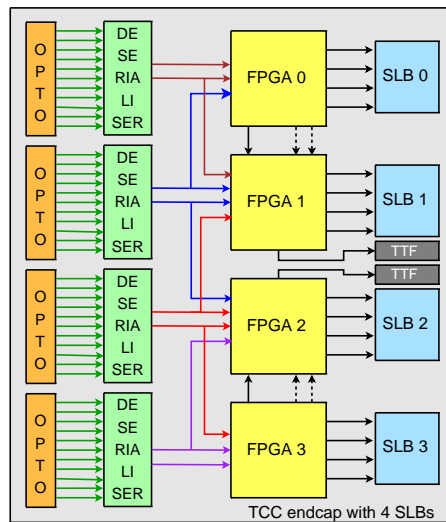 O
P
T
O
DE
SE
RIA
LI
SER
FPGA 0
SLB 0
O
P
T
O
DE
SE
RIA
LI
SER
FPGA 1
SLB 1
TTF
TTF
O
P
T
O
DE
SE
RIA
LI
SER
FPGA 2
SLB 2
O
P
T
O
DE
SE
RIA
LI
SER
FPGA 3
SLB 3
TCC endcap with 4 SLBs